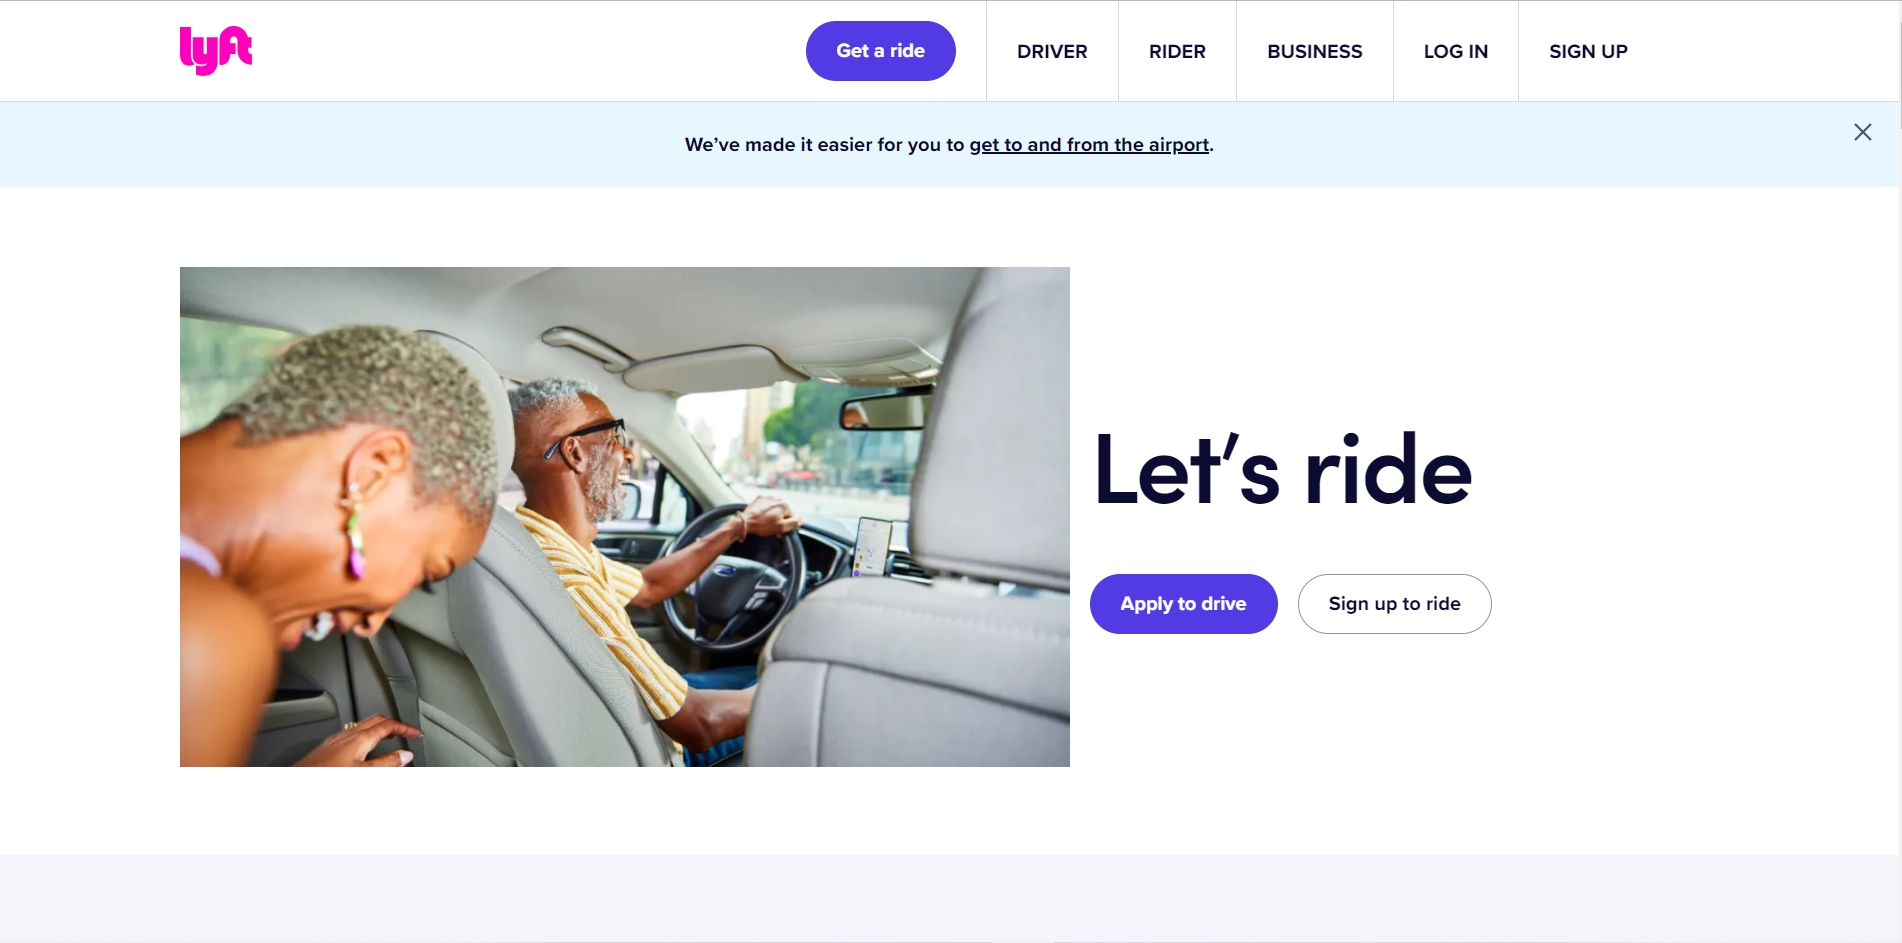 lyft
Get a ride
DRIVER
RIDER
BUSINESS
LOG IN
SIGN UP
We’ve made it easier for you to get to and from the airport.
Let’s ride
Apply to drive
Sign up to ride